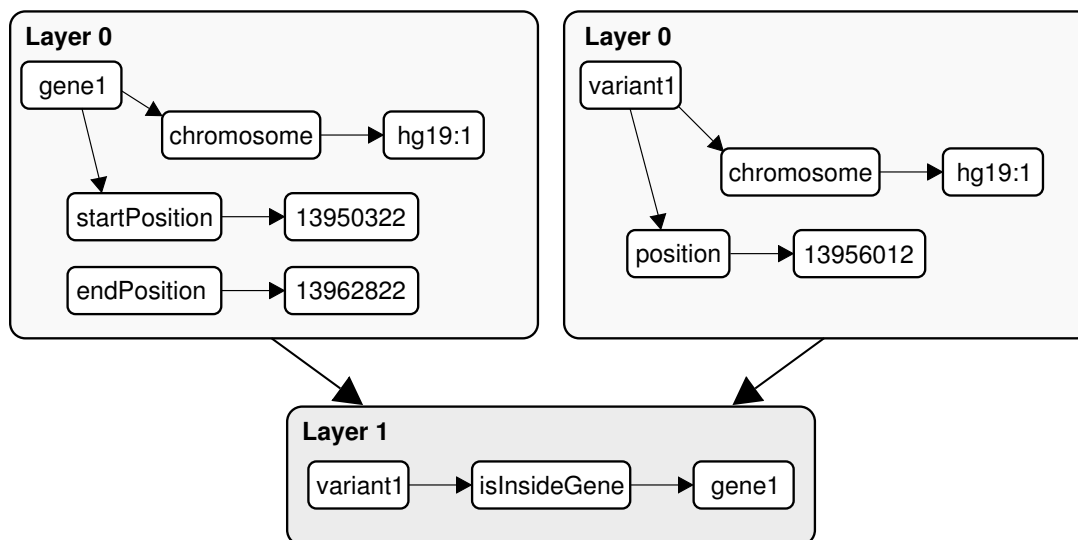 Layer 0
gene1
chromosome
hg19:1
startPosition
13950322
endPosition
13962822
Layer 0
variant1
chromosome
hg19:1
position
13956012
Layer 1
variant1
isInsideGene
gene1